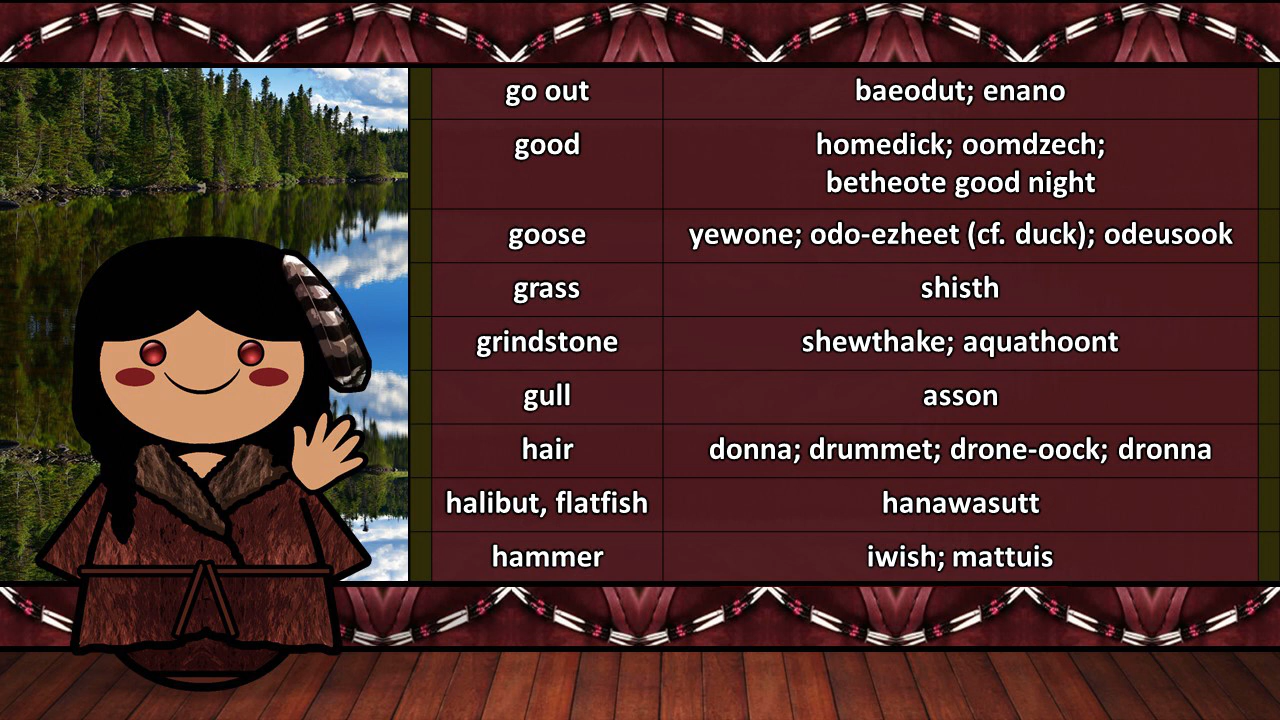 go out baeodut; enano
good homedick; oomdzech;
betheote good night
goose yewone; odo-ezheet (cf. duck); odeusook
grass shisth
grindstone shewthake; aquathoont
gull asson
hair donna; drummet; drone-oock; dronna
halibut, flatfish hanawasutt
hammer iwish; mattuis